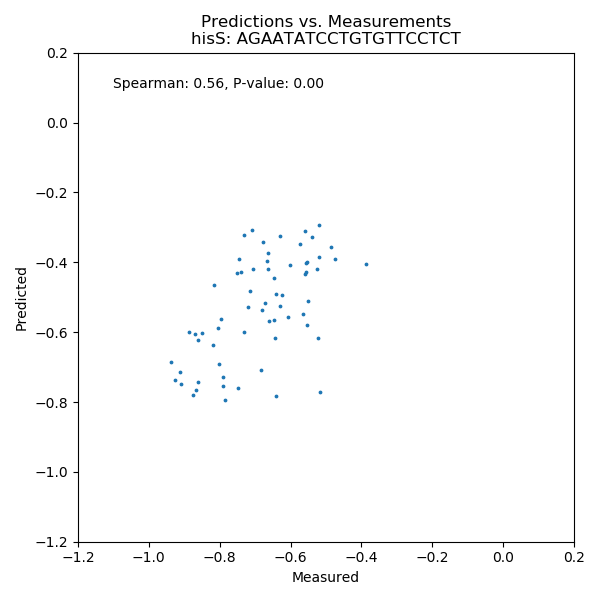 Predictions vs. Measurements
hisS: AGAATATCCTGTGTTCCTCT
Spearman: 0.56, P-value: 0.00
0.2
0.0
−0.2
−0.4
−0.6
−0.8
−1.0
−1.2
Predicted
−1.2 −1.0 −0.8 −0.6 −0.4 −0.2 0.0 0.2
Measured